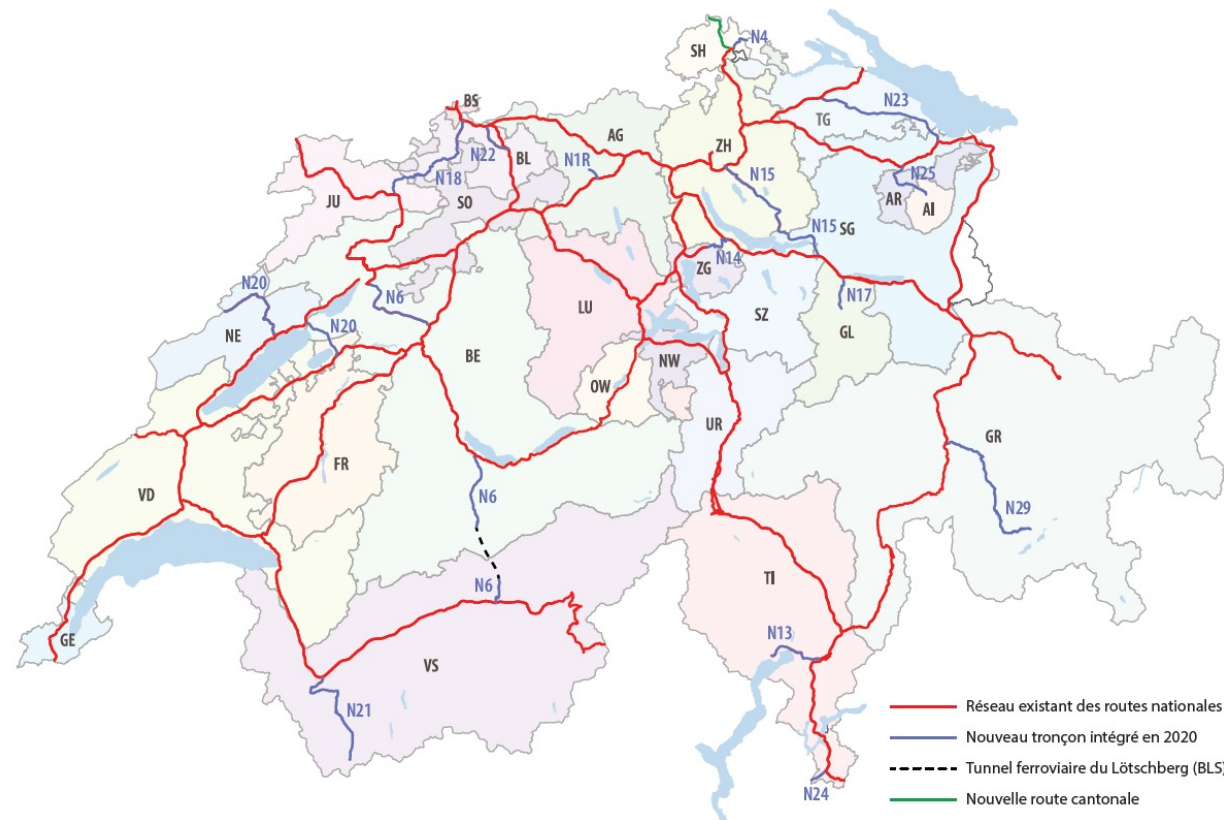 N4
SH
BS
N23
TG
AG
ZH
N22
BL
N1R
N15
N25
N18
JU
SO
AR
AI
N15
SG
N14
ZG
N20
N6
N17
LU
SZ
NE
N20
GL
BE
NW
OW
UR
GR
FR
VD
N6
N29
TI
N6
GE
N13
VS
N21
N24
Réseau existant des routes nationales
Nouveau tronçon intégré en 2020
Tunnel ferroviaire du Lötschberg (BLS)
Nouvelle route cantonale